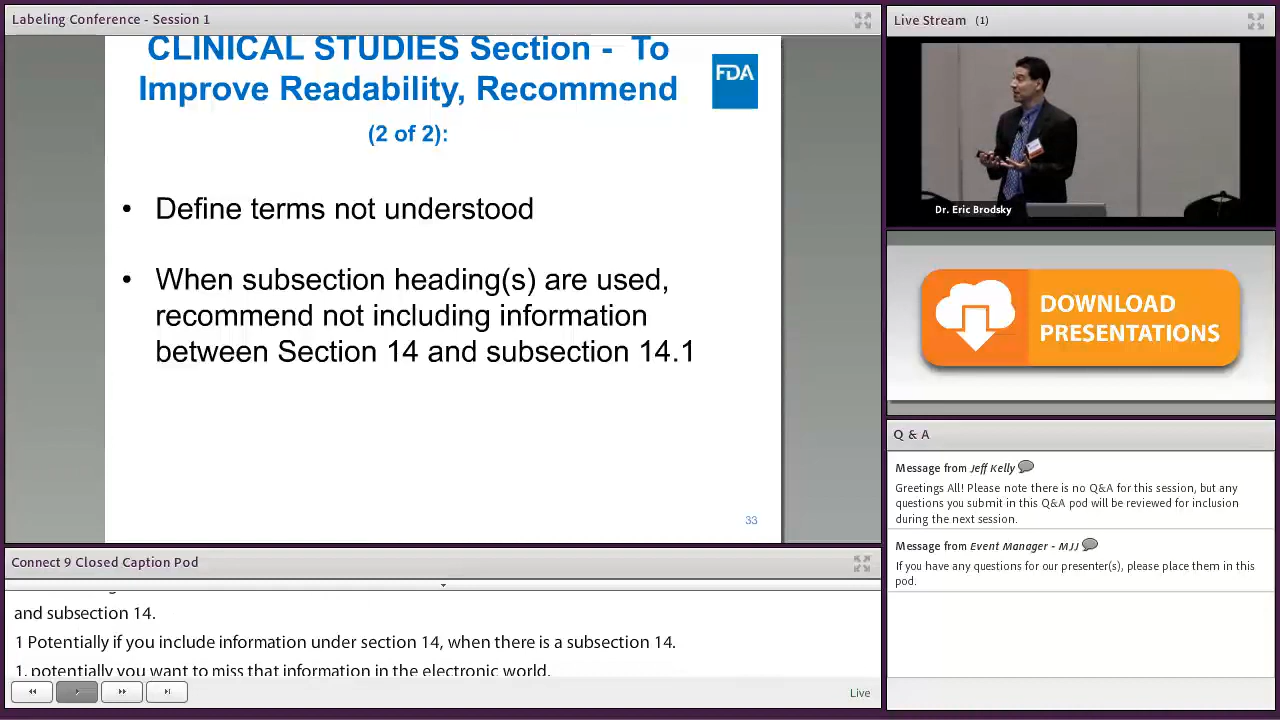 Labeling Conference - Session 1
CLINICAL STUDIES Section - To
Improve Readability, Recommend
(2 of 2):
FDA
• Define terms not understood
• When subsection heading(s) are used,
recommend not including information
between Section 14 and subsection 14.1
33
Connect 9 Closed Caption Pod
and subsection 14.
1 Potentially if you include information under section 14, when there is a subsection 14.
1. potentially you want to miss that information in the electronic world.
Live
Live Stream (1)
Dr. Eric Brodsky
DOWNLOAD
PRESENTATIONS
Q & A
Message from Jeff Kelly
Greetings All! Please note there is no Q&A for this session, but any
questions you submit in this Q&A pod will be reviewed for inclusion
during the next session.
Message from Event Manager - MJJ
If you have any questions for our presenter(s), please place them in this
pod.